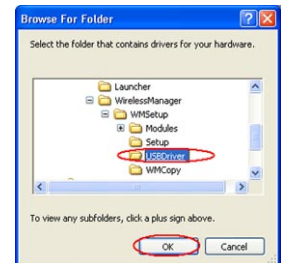 Browse For Folder
Select the folder that contains drivers for your hardware.
Launcher
WirelessManager
WMSetup
Modules
Setup
USBDriver
WMCopy
To view any subfolders, click a plus sign above.
OK Cancel